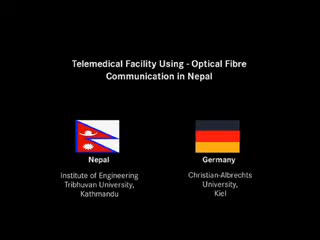 Telemedical Facility Using - Optical Fibre
Communication in Nepal
Nepal
Institute of Engineering
Tribhuvan University,
Kathmandu
Germany
Christian-Albrechts
University,
Kiel